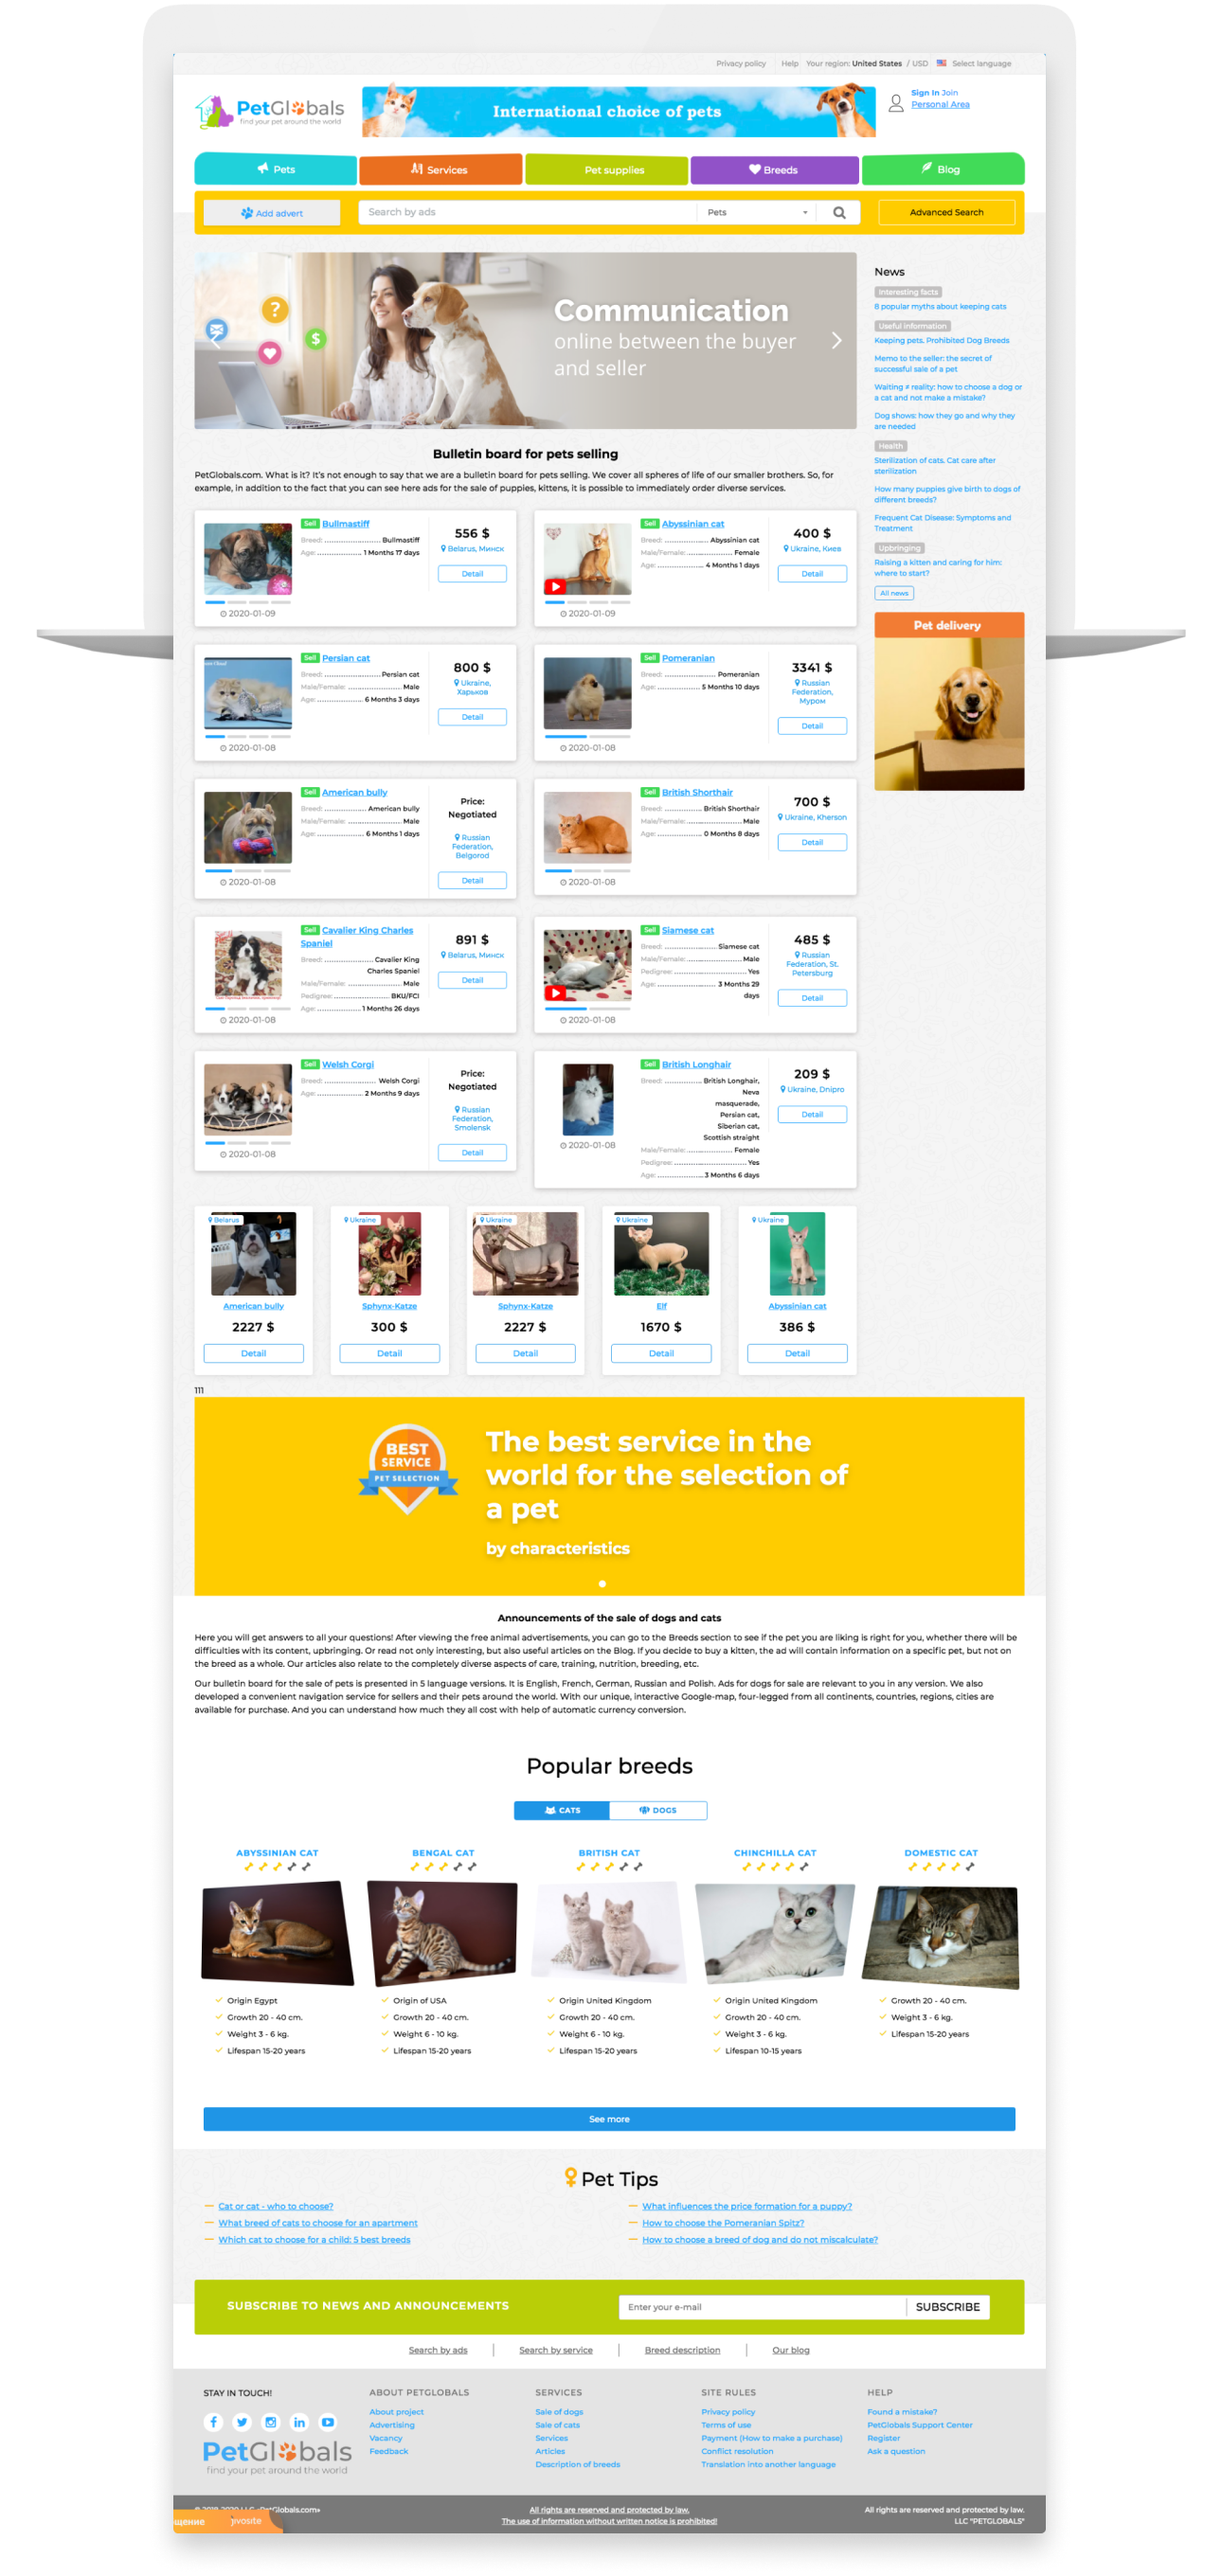 Privacy policy Help Your region: United States / USD Select language
PetGlobals
find your pet around the world
International choice of pets
Sign In Join
Personal Area
Pets Services Pet supplies Breeds Blog
Add advert Search by ads Pets Advanced Search
Communication
online between the buyer
and seller
News
Interesting facts
8 popular myths about keeping cats
Useful information
Keeping pets. Prohibited Dog Breeds
Memo to the seller: the secret of
successful sale of a pet
Waiting ≠ reality: how to choose a dog or
a cat and not make a mistake?
Dog shows: how they go and why they
are needed
Health
Sterilization of cats. Cat care after
sterilization
How many puppies give birth to dogs of
different breeds?
Frequent Cat Disease: Symptoms and
Treatment
Upbringing
Raising a kitten and caring for him:
where to start?
All news
Pet delivery
Bulletin board for pets selling
PetGlobals.com. What is it? It's not enough to say that we are a bulletin board for pets selling. We cover all spheres of life of our smaller brothers. So, for
example, in addition to the fact that you can see here ads for the sale of puppies, kittens, it is possible to immediately order diverse services.
Sell Bullmastiff
Breed: Bullmastiff
Age: 1 Months 17 days
556 $
Belarus, Минск
Detail
2020-01-09
Sell Abyssinian cat
Breed: Abyssinian cat
Male/Female: Female
Age: 4 Months 1 days
400 $
Ukraine, Киев
Detail
2020-01-09
Sell Persian cat
Breed: Persian cat
Male/Female: Male
Age: 6 Months 3 days
800 $
Ukraine,
Харьков
Detail
2020-01-08
Sell Pomeranian
Breed: Pomeranian
Age: 5 Months 10 days
3341 $
Russian
Federation,
Муром
Detail
2020-01-08
Sell American bully
Breed: American bully
Male/Female: Male
Age: 6 Months 1 days
Price:
Negotiated
Russian
Federation,
Belgorod
Detail
2020-01-08
Sell British Shorthair
Breed: British Shorthair
Male/Female: Male
Age: 0 Months 8 days
700 $
Ukraine, Kherson
Detail
2020-01-08
Sell Cavalier King Charles
Spaniel
Breed: Cavalier King
Charles Spaniel
Male/Female: Male
Pedigree: BKU/FCI
Age: 1 Months 26 days
891 $
Belarus, Минск
Detail
2020-01-08
Sell Siamese cat
Breed: Siamese cat
Male/Female: Male
Pedigree: Yes
Age: 3 Months 29
days
485 $
Russian
Federation, St.
Petersburg
Detail
2020-01-08
Sell Welsh Corgi
Breed: Welsh Corgi
Age: 2 Months 9 days
Price:
Negotiated
Russian
Federation,
Smolensk
Detail
2020-01-08
Sell British Longhair
Breed: British Longhair,
Neva
masquerade,
Persian cat,
Siberian cat,
Scottish straight
Male/Female: Female
Pedigree: Yes
Age: 3 Months 6 days
209 $
Ukraine, Dnipro
Detail
2020-01-08
Belarus Ukraine Ukraine Ukraine Ukraine
American bully Sphynx-Katze Sphynx-Katze Elf Abyssinian cat
2227 $ 300 $ 2227 $ 1670 $ 386 $
Detail Detail Detail Detail Detail
111
BEST
SERVICE
PET SELECTION
The best service in the
world for the selection of
a pet
by characteristics
Announcements of the sale of dogs and cats
Here you will get answers to all your questions! After viewing the free animal advertisements, you can go to the Breeds section to see if the pet you are liking is right for you, whether there will be
difficulties with its content, upbringing. Or read not only interesting, but also useful articles on the Blog. If you decide to buy a kitten, the ad will contain information on a specific pet, but not on
the breed as a whole. Our articles also relate to the completely diverse aspects of care, training, nutrition, breeding, etc.
Our bulletin board for the sale of pets is presented in 5 language versions. It is English, French, German, Russian and Polish. Ads for dogs for sale are relevant to you in any version. We also
developed a convenient navigation service for sellers and their pets around the world. With our unique, interactive Google-map, four-legged from all continents, countries, regions, cities are
available for purchase. And you can understand how much they all cost with help of automatic currency conversion.
Popular breeds
CATS DOGS
ABYSSINIAN CAT BENGAL CAT BRITISH CAT CHINCHILLA CAT DOMESTIC CAT
Origin Egypt Origin of USA Origin United Kingdom Origin United Kingdom Growth 20 - 40 cm.
Growth 20 - 40 cm. Growth 20 - 40 cm. Growth 20 - 40 cm. Growth 20 - 40 cm. Weight 3 - 6 kg.
Weight 3 - 6 kg. Weight 6 - 10 kg. Weight 6 - 10 kg. Weight 3 - 6 kg. Lifespan 15-20 years
Lifespan 15-20 years Lifespan 15-20 years Lifespan 15-20 years Lifespan 10-15 years
See more
Pet Tips
Cat or cat - who to choose?
What breed of cats to choose for an apartment
Which cat to choose for a child: 5 best breeds
What influences the price formation for a puppy?
How to choose the Pomeranian Spitz?
How to choose a breed of dog and do not miscalculate?
SUBSCRIBE TO NEWS AND ANNOUNCEMENTS Enter your e-mail SUBSCRIBE
Search by ads Search by service Breed description Our blog
STAY IN TOUCH!
PetGlobals
find your pet around the world
ABOUT PETGLOBALS
About project
Advertising
Vacancy
Feedback
SERVICES
Sale of dogs
Sale of cats
Services
Articles
Description of breeds
SITE RULES
Privacy policy
Terms of use
Payment (How to make a purchase)
Conflict resolution
Translation into another language
HELP
Found a mistake?
PetGlobals Support Center
Register
Ask a question
© 2018-2020 LLC «PetGlobals.com»
щение jivosite
All rights are reserved and protected by law.
The use of information without written notice is prohibited!
All rights are reserved and protected by law.
LLC "PETGLOBALS"